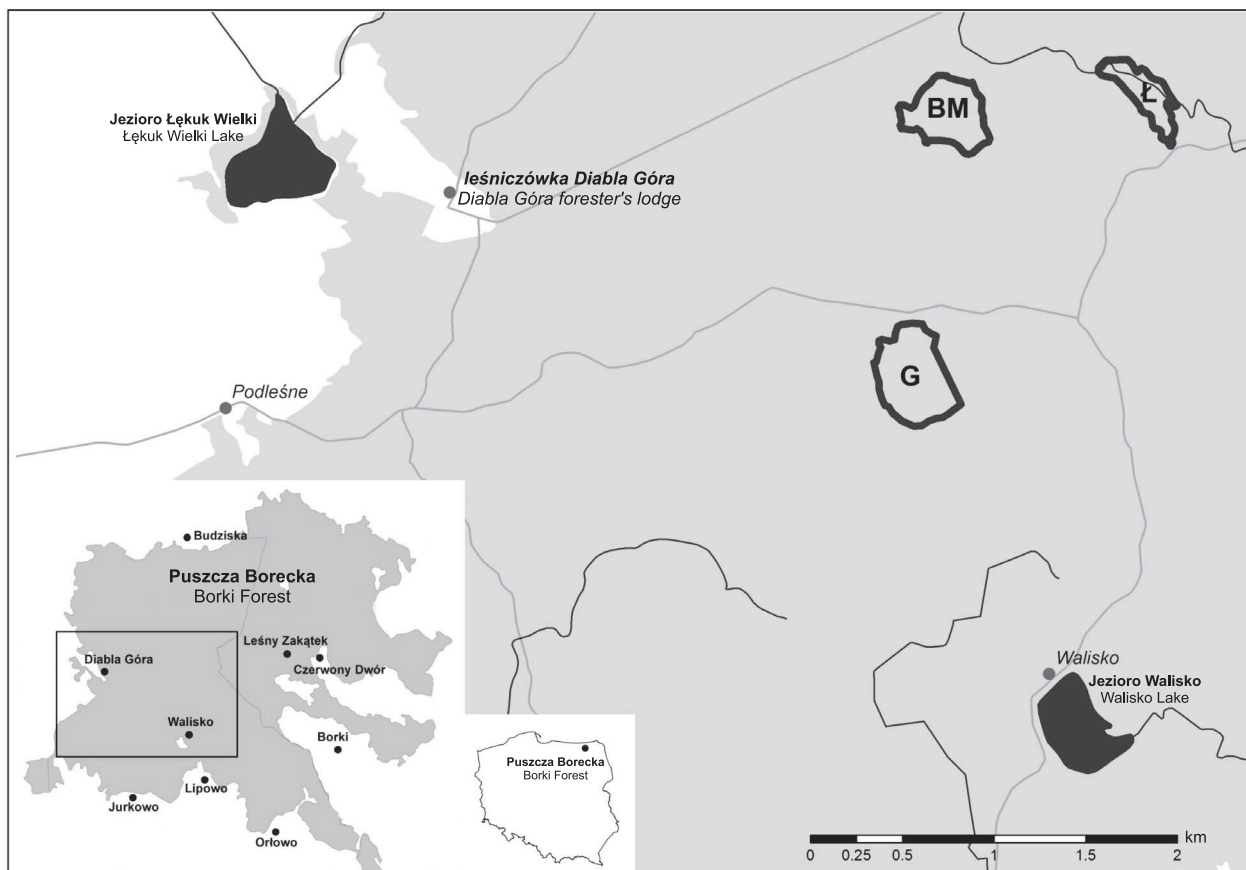 Jezioro Łękuk Wielki
Łękuk Wielki Lake
BM
Ł
leśniczówka Diabla Góra
Diabla Góra forester's lodge
G
Podleśne
Budziska
Puszcza Borecka
Borki Forest
Leśny Zakątek
Czerwony Dwór
Diabla Góra
Walisko
Borki
Lipowo
Jurkowo
Orłowo
Puszcza Borecka
Borki Forest
Walisko
Jezioro Walisko
Walisko Lake
km
0 0.25 0.5 1 1.5 2